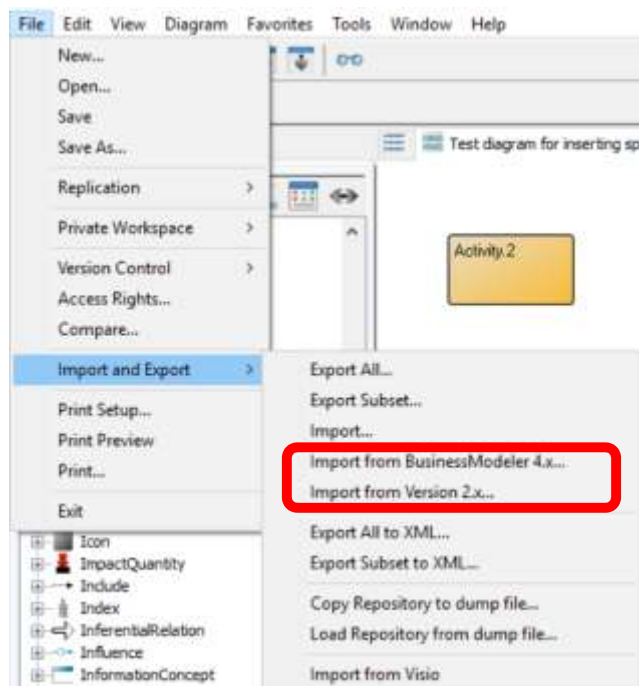 File Edit View Diagram Favorites Tools Window Help
New...
Open...
Save
Save As...
Test diagram for inserting sp
Replication
Private Workspace
Activity.2
Version Control
Access Rights...
Compare...
Import and Export
Export All...
Export Subset...
Print Setup...
Import...
Print Preview
Import from BusinessModeler 4.x...
Print...
Import from Version 2.x...
Exit
Export All to XML...
Icon
ImpactQuantity
Export Subset to XML...
Include
Index
Copy Repository to dump file...
InferentialRelation
Load Repository from dump file...
Influence
InformationConcept
Import from Visio